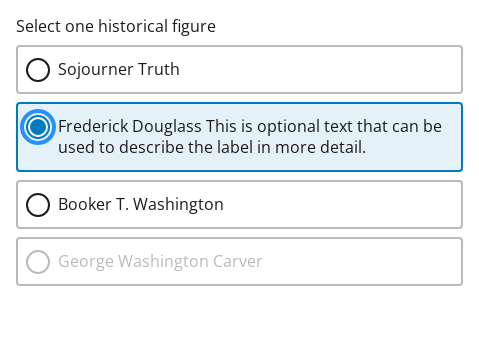 Select one historical figure
Sojourner Truth
Frederick Douglass This is optional text that can be
used to describe the label in more detail.
Booker T. Washington
George Washington Carver